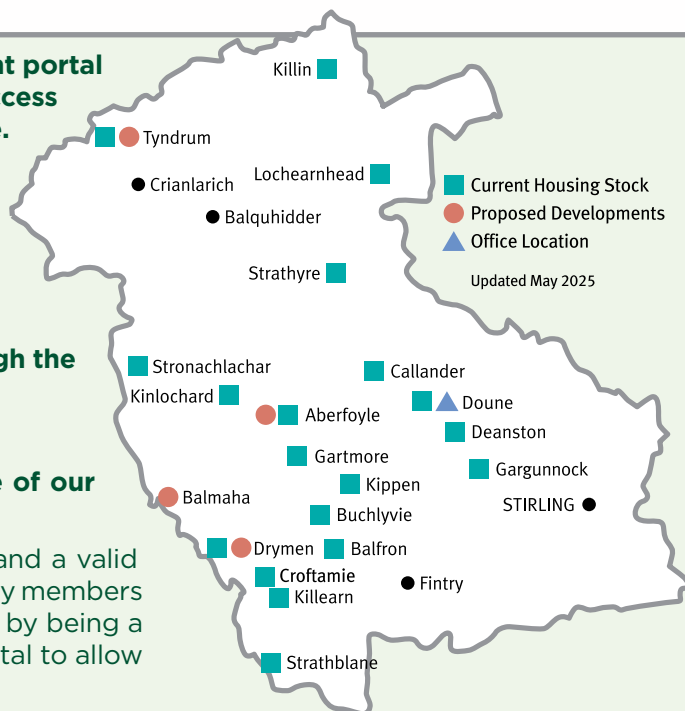 nt portal
cess
e.
gh the
e of our
and a valid
y members
by being a
tal to allow
Killin
Tyndrum
Crianlarich
Lochearnhead
Balquhidder
Current Housing Stock
Proposed Developments
Office Location
Updated May 2025
Strathyre
Stronachlachar
Callander
Kinlochard
Doune
Aberfoyle
Deanston
Gartmore
Gargunnock
Kippen
Balmaha
STIRLING
Buchlyvie
Drymen
Balfron
Croftamie
Fintry
Killearn
Strathblane